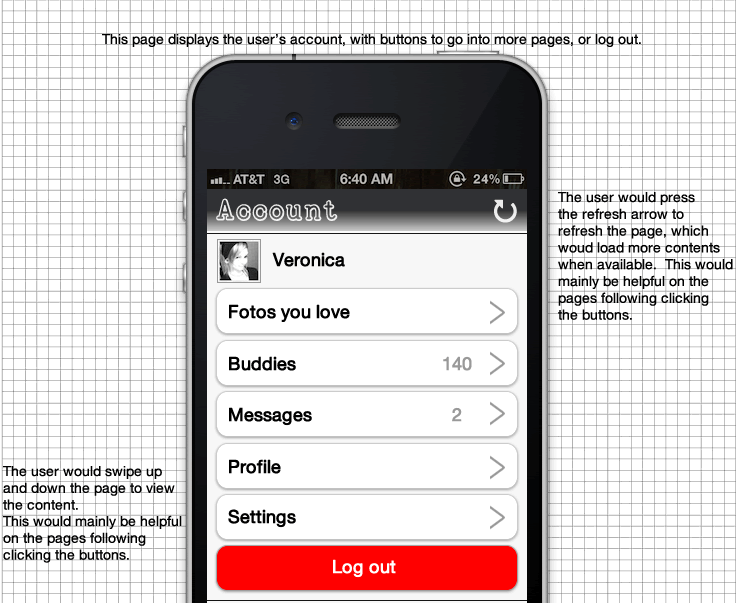 This page displays the user's account, with buttons to go into more pages, or log out.
AT&T 3G 6:40 AM 24%
Account
Veronica
Fotos you love
Buddies 140
Messages 2
Profile
Settings
Log out
The user would press
the refresh arrow to
refresh the page, which
woud load more contents
when available. This would
mainly be helpful on the
pages following clicking
the buttons.
The user would swipe up
and down the page to view
the content.
This would mainly be helpful
on the pages following
clicking the buttons.